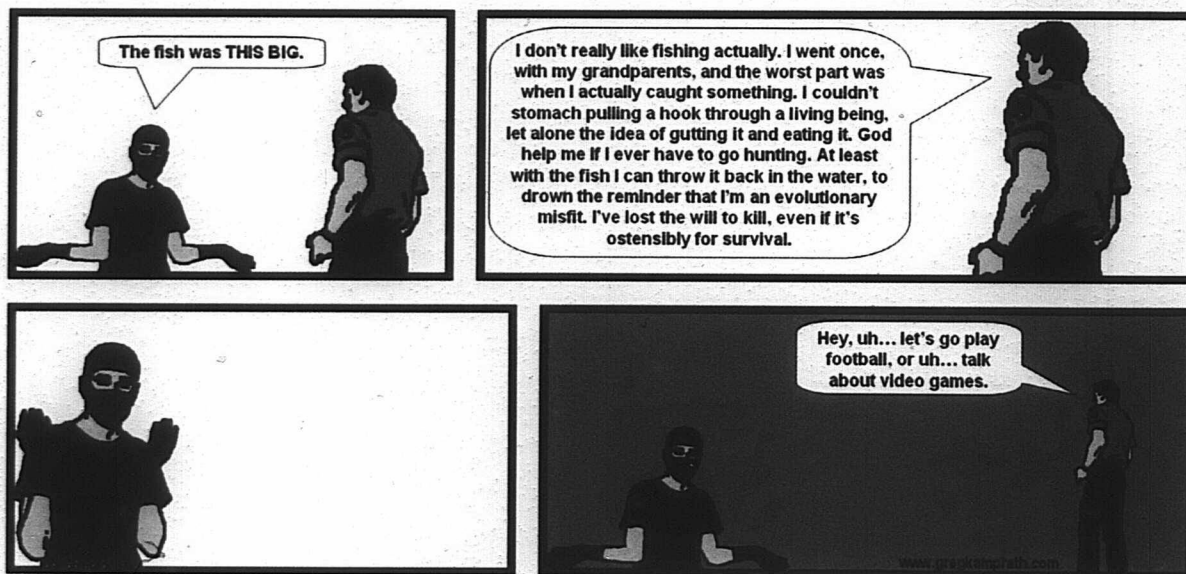 The fish was THIS BIG.
I don't really like fishing actually. I went once,
with my grandparents, and the worst part was
when I actually caught something. I couldn't
stomach pulling a hook through a living being,
let alone the idea of gutting it and eating it. God
help me if I ever have to go hunting. At least
with the fish I can throw it back in the water, to
drown the reminder that I'm an evolutionary
misfit. I've lost the will to kill, even if it's
ostensibly for survival.
Hey, uh... let's go play
football, or uh... talk
about video games.